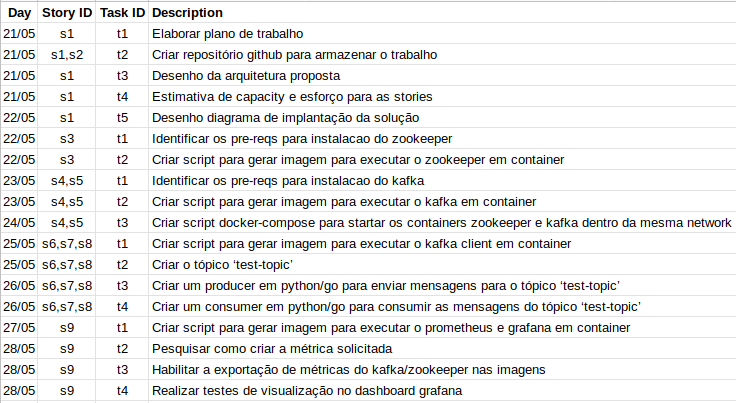 Day Story ID Task ID Description
21/05 s1 t1 Elaborar plano de trabalho
21/05 s1,s2 t2 Criar repositório github para armazenar o trabalho
21/05 s1 t3 Desenho da arquitetura proposta
21/05 s1 t4 Estimativa de capacity e esforço para as stories
22/05 s1 t5 Desenho diagrama de implantação da solução
22/05 s3 t1 Identificar os pre-reqs para instalacao do zookeeper
22/05 s3 t2 Criar script para gerar imagem para executar o zookeeper em container
23/05 s4,s5 t1 Identificar os pre-reqs para instalacao do kafka
23/05 s4,s5 t2 Criar script para gerar imagem para executar o kafka em container
24/05 s4,s5 t3 Criar script docker-compose para startar os containers zookeeper e kafka dentro da mesma network
25/05 s6,s7,s8 t1 Criar script para gerar imagem para executar o kafka client em container
25/05 s6,s7,s8 t2 Criar o tópico ‘test-topic’
26/05 s6,s7,s8 t3 Criar um producer em python/go para enviar mensagens para o tópico ‘test-topic’
26/05 s6,s7,s8 t4 Criar um consumer em python/go para consumir as mensagens do tópico ‘test-topic’
27/05 s9 t1 Criar script para gerar imagem para executar o prometheus e grafana em container
28/05 s9 t2 Pesquisar como criar a métrica solicitada
28/05 s9 t3 Habilitar a exportação de métricas do kafka/zookeeper nas imagens
28/05 s9 t4 Realizar testes de visualização no dashboard grafana